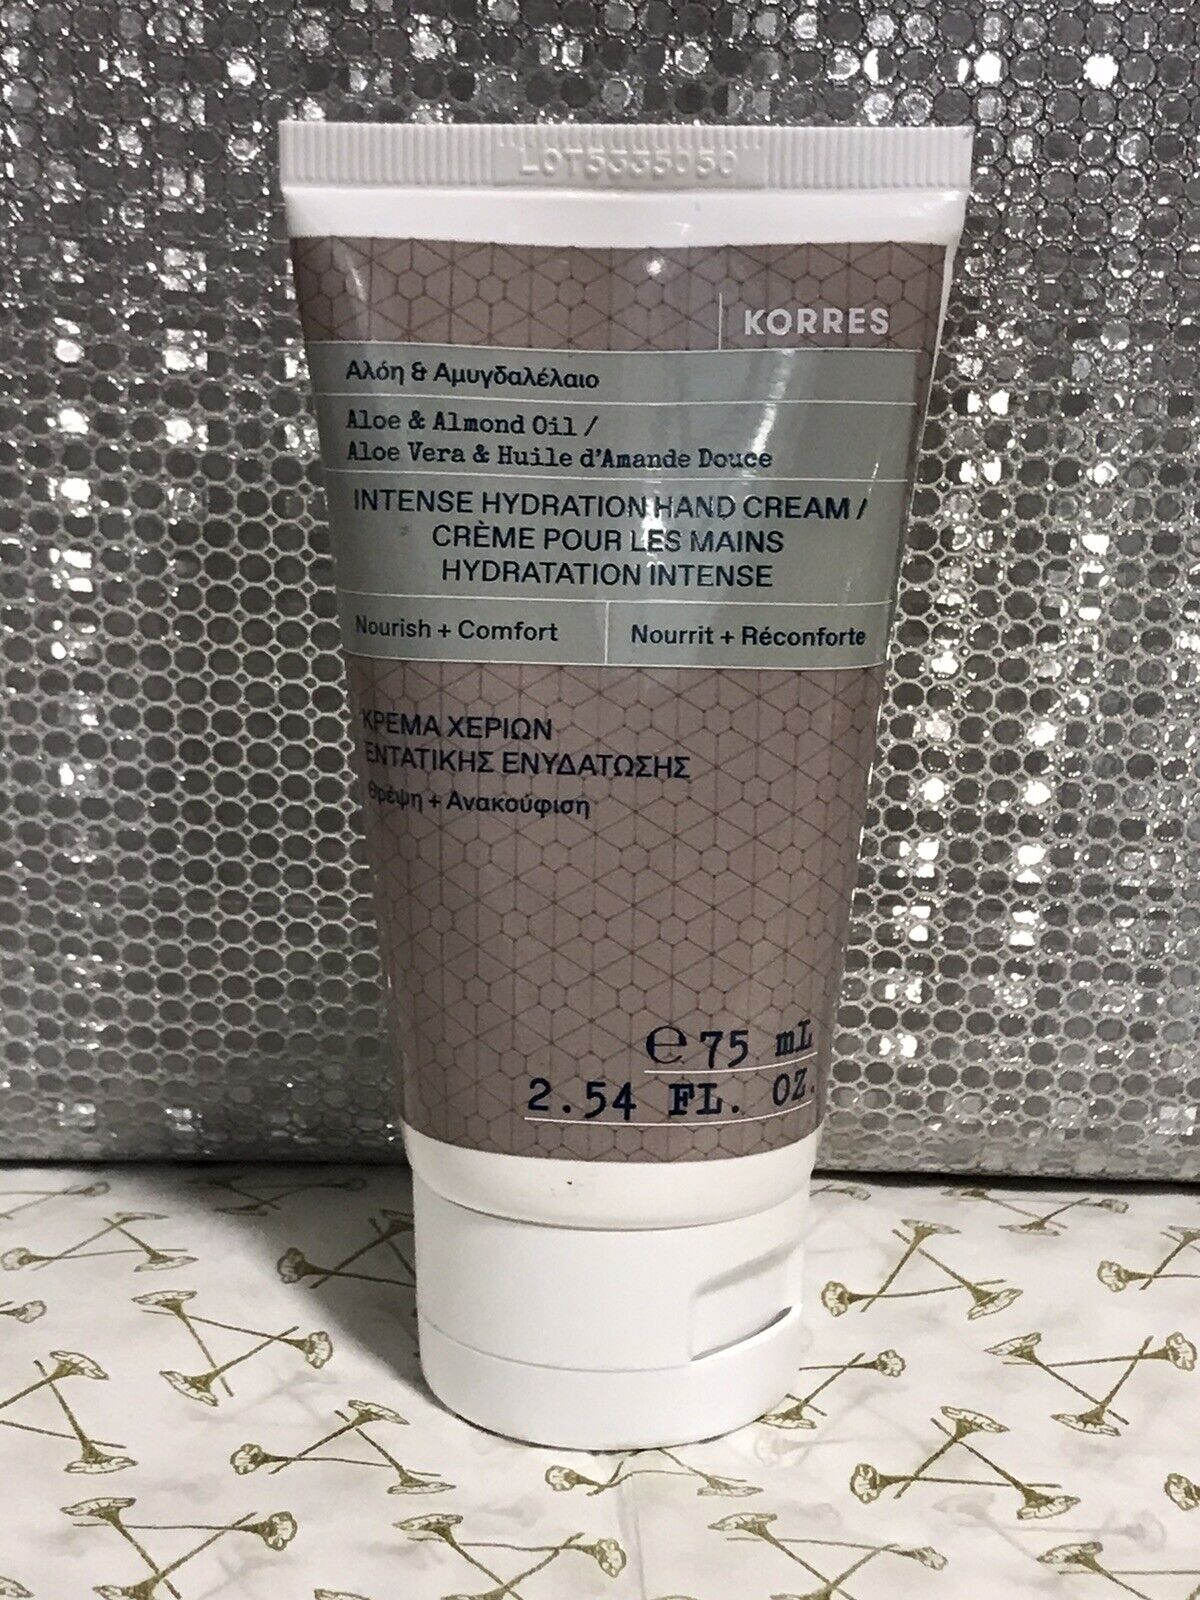 LOT5335050
KORRES
Αλόη & Αμυγδαλέλαιο
Aloe & Almond Oil /
Aloe Vera & Huile d'Amande Douce
INTENSE HYDRATION HAND CREAM /
CRÈME POUR LES MAINS
HYDRATATION INTENSE
Nourish + Comfort
Nourrit + Réconforte
ΚΡΕΜΑ ΧΕΡΙΩΝ
ΕΝΤΑΤΙΚΗΣ ΕΝΥΔΑΤΩΣΗΣ
Θρέψη + Ανακούφιση
℮ 75 mL
2.54 FL. OZ.